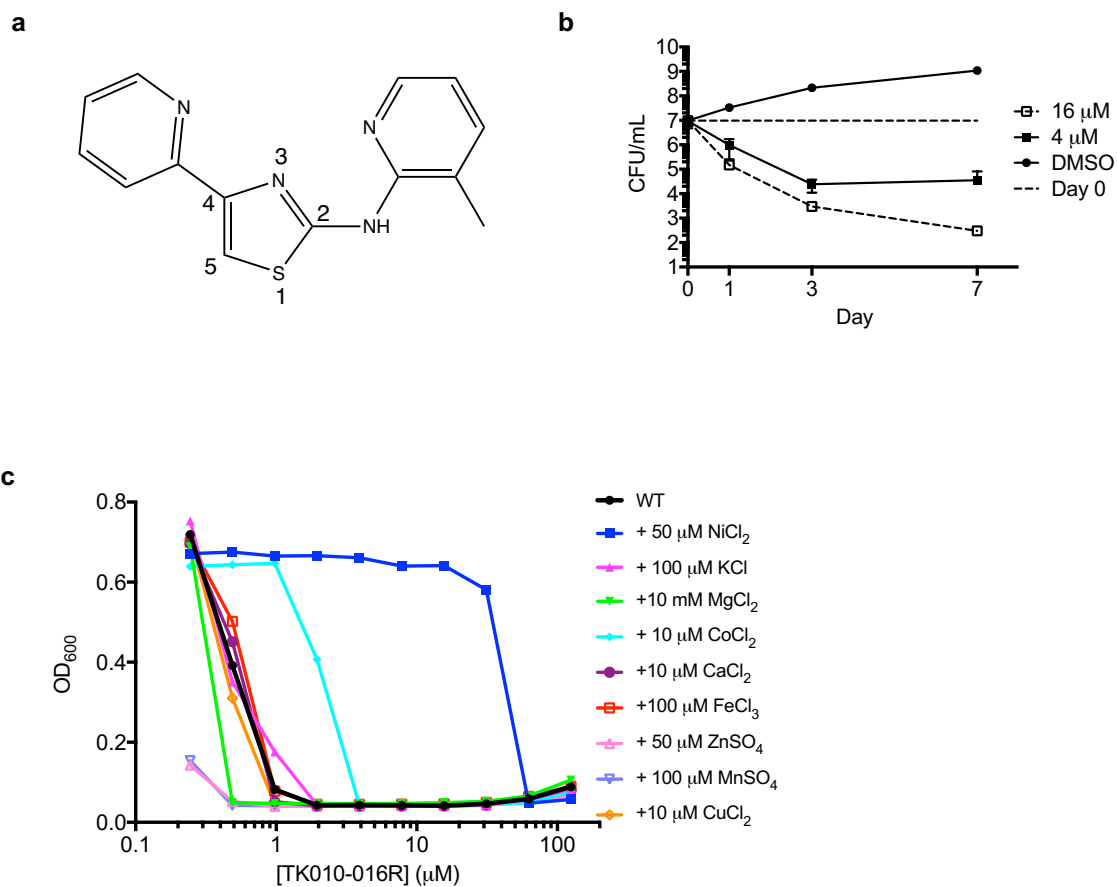 a
N
N
N
3
4
2
NH
5
S
1
b
10
9
8
7
6
5
4
3
2
1
CFU/mL
0 1 3 7
Day
16 μM
4 μM
DMSO
Day 0
c
0.8
0.6
0.4
0.2
0.0
OD600
0.1 1 10 100
[TK010-016R] (μM)
WT
+ 50 μM NiCl2
+ 100 μM KCl
+10 mM MgCl2
+ 10 μM CoCl2
+10 μM CaCl2
+100 μM FeCl3
+ 50 μM ZnSO4
+ 100 μM MnSO4
+10 μM CuCl2